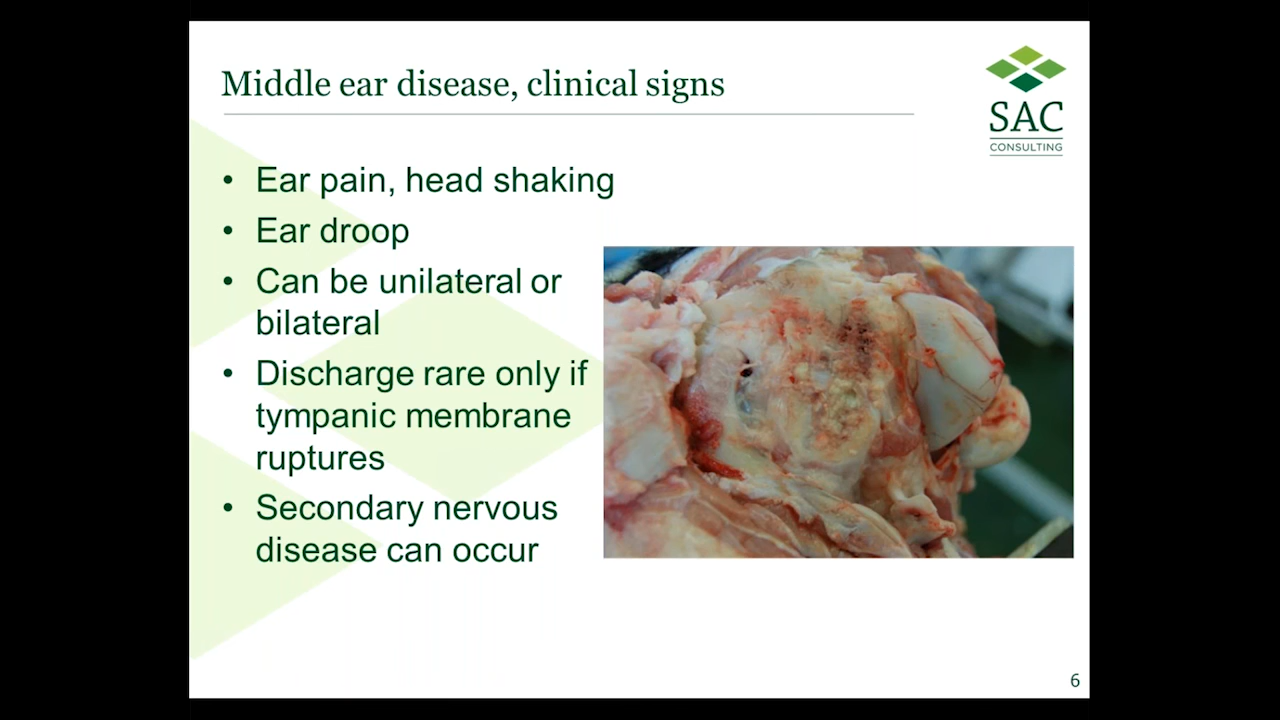 Middle ear disease, clinical signs
SAC
CONSULTING
• Ear pain, head shaking
• Ear droop
• Can be unilateral or
bilateral
• Discharge rare only if
tympanic membrane
ruptures
• Secondary nervous
disease can occur
6